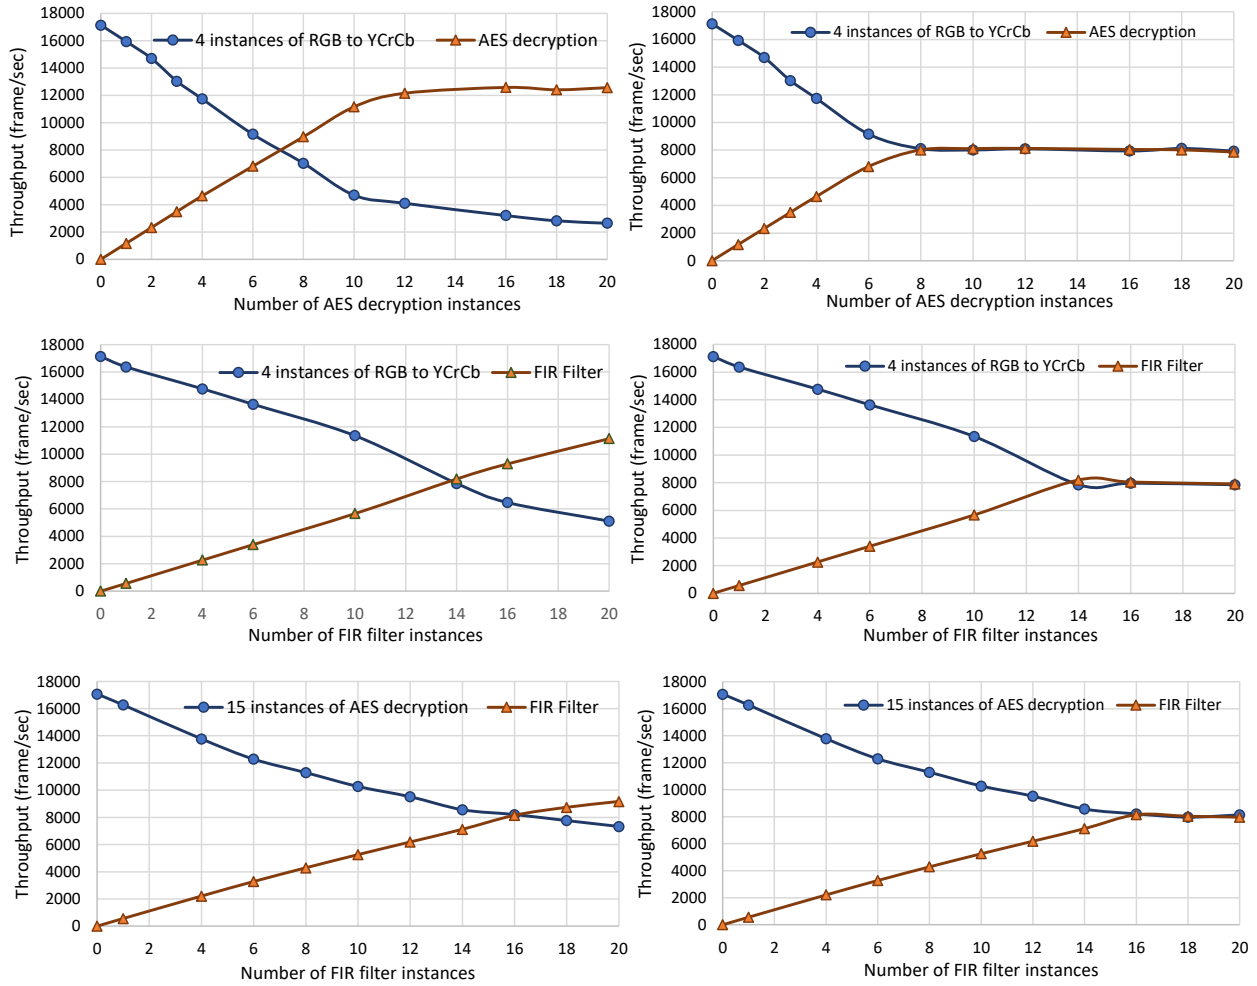 18000
16000
14000
12000
10000
8000
6000
4000
2000
0
Throughput (frame/sec)
4 instances of RGB to YCrCb AES decryption
0 2 4 6 8 10 12 14 16 18 20
Number of AES decryption instances
18000
16000
14000
12000
10000
8000
6000
4000
2000
0
Throughput (frame/sec)
4 instances of RGB to YCrCb AES decryption
0 2 4 6 8 10 12 14 16 18 20
Number of AES decryption instances
18000
16000
14000
12000
10000
8000
6000
4000
2000
0
Throughput (frame/sec)
4 instances of RGB to YCrCb FIR Filter
0 2 4 6 8 10 12 14 16 18 20
Number of FIR filter instances
18000
16000
14000
12000
10000
8000
6000
4000
2000
0
Throughput (frame/sec)
4 instances of RGB to YCrCb FIR Filter
0 2 4 6 8 10 12 14 16 18 20
Number of FIR filter instances
18000
16000
14000
12000
10000
8000
6000
4000
2000
0
Throughput (frame/sec)
15 instances of AES decryption FIR Filter
0 2 4 6 8 10 12 14 16 18 20
Number of FIR filter instances
18000
16000
14000
12000
10000
8000
6000
4000
2000
0
Throughput (frame/sec)
15 instances of AES decryption FIR Filter
0 2 4 6 8 10 12 14 16 18 20
Number of FIR filter instances